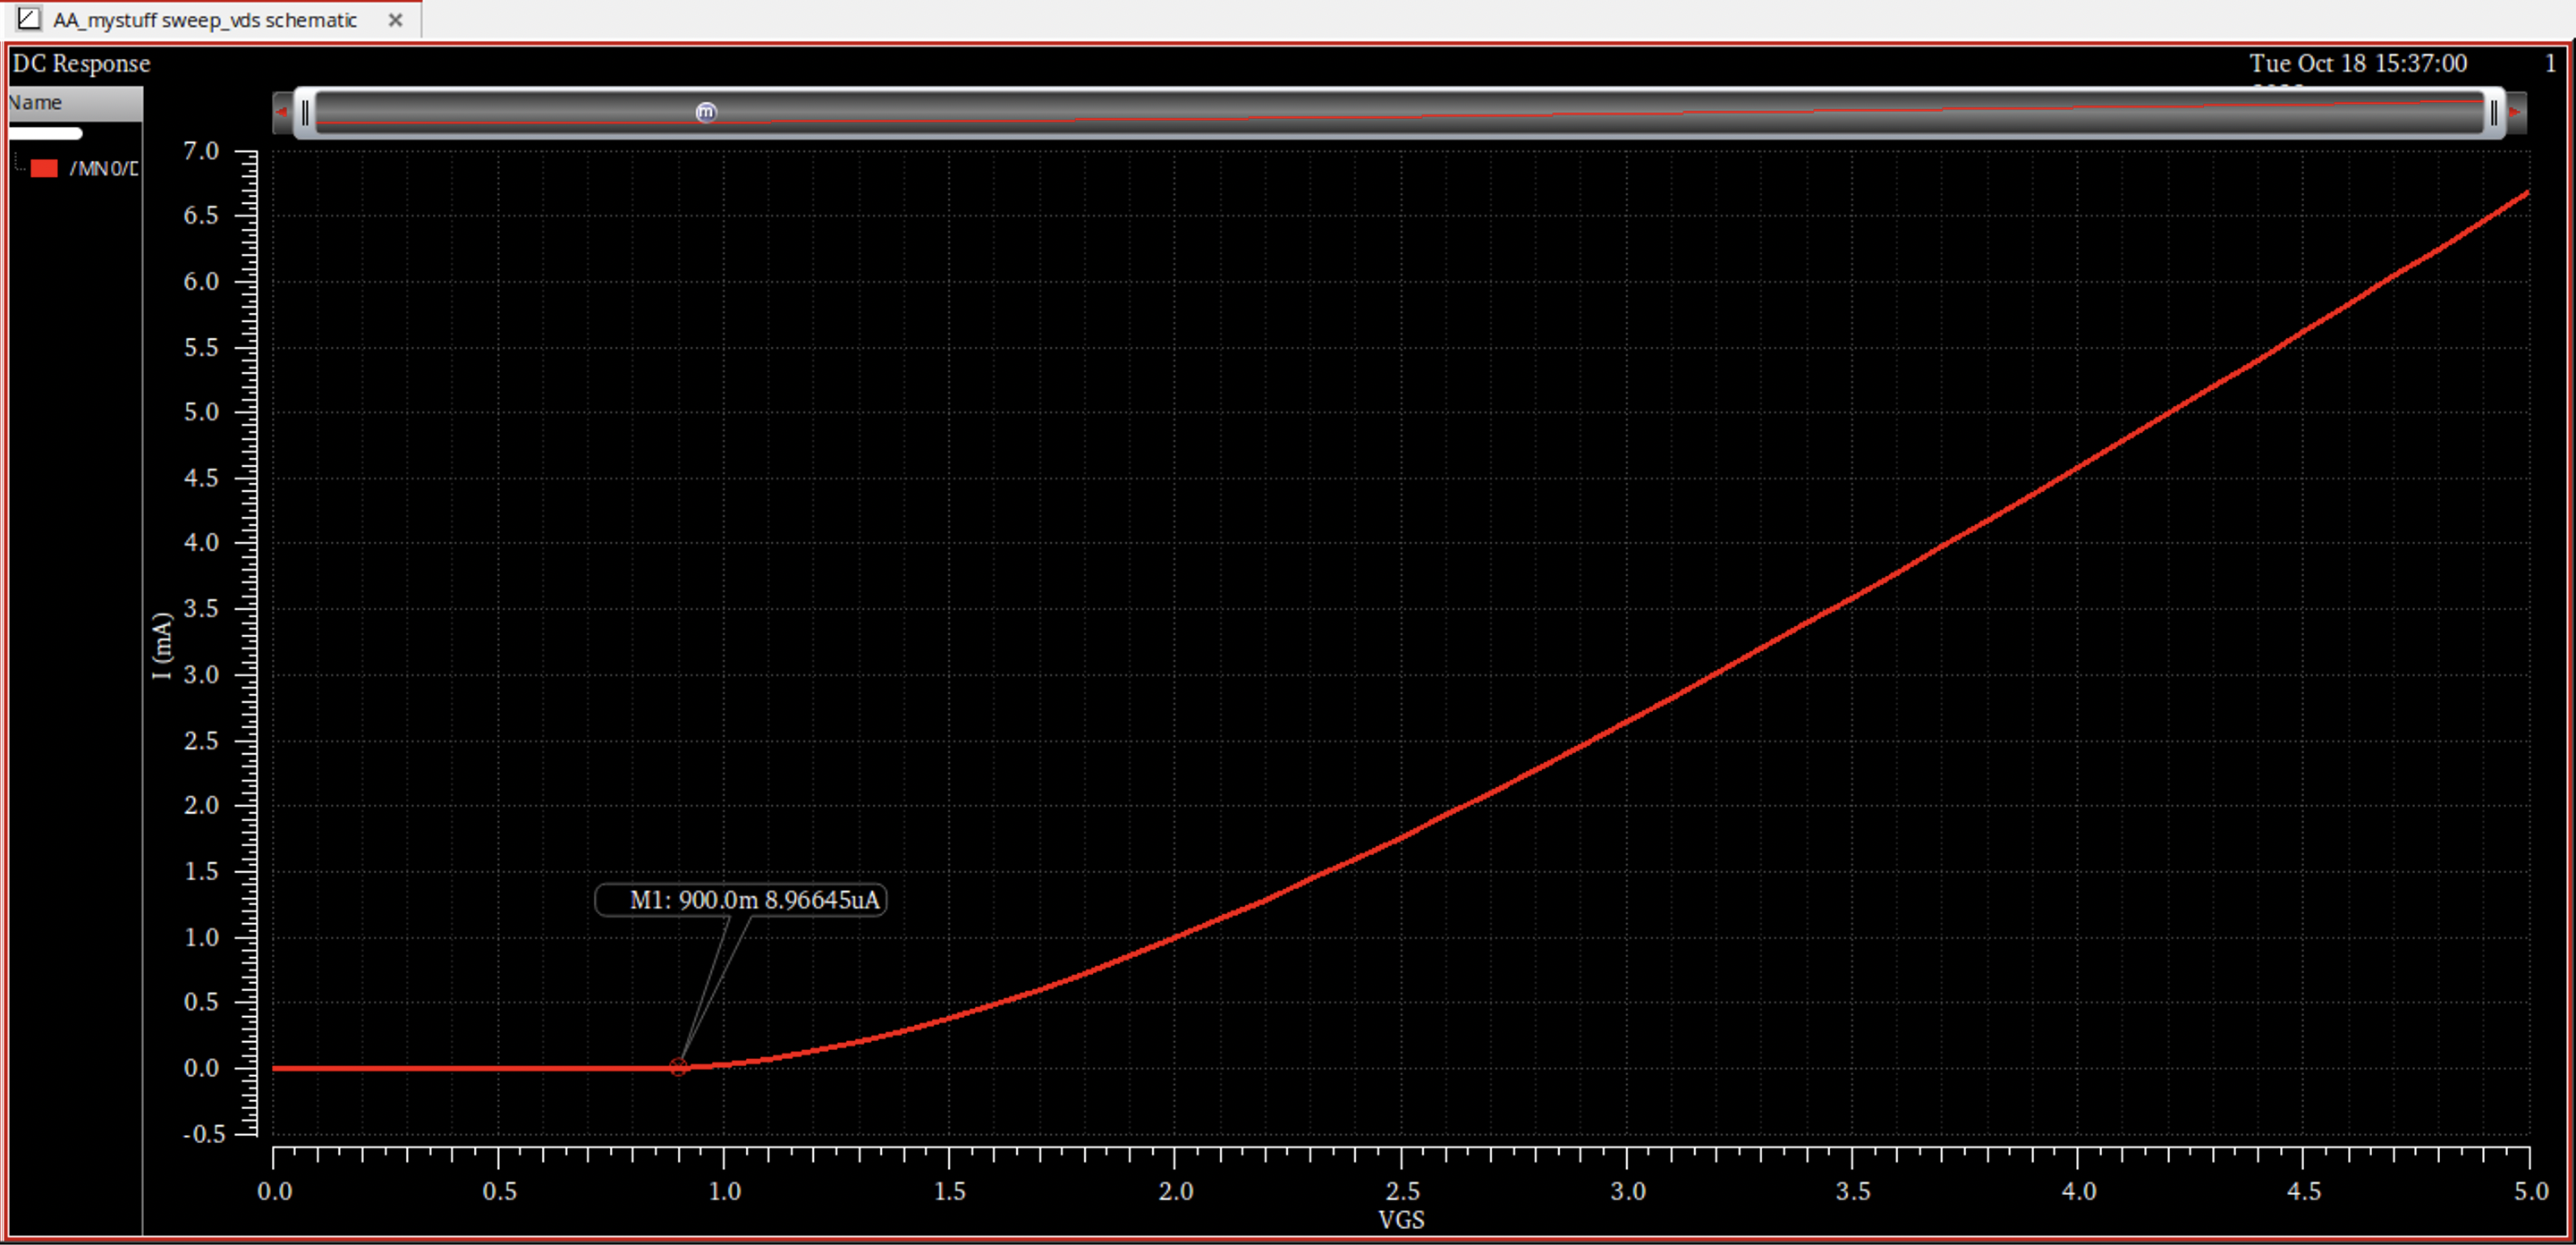 AA_mystuff sweep_vds schematic
DC Response
Tue Oct 18 15:37:00
1
Name
/MN0/D
7.0
6.5
6.0
5.5
5.0
4.5
4.0
3.5
3.0
2.5
2.0
1.5
1.0
0.5
0.0
-0.5
I (mA)
M1: 900.0m 8.96645uA
0.0 0.5 1.0 1.5 2.0 2.5 3.0 3.5 4.0 4.5 5.0
VGS